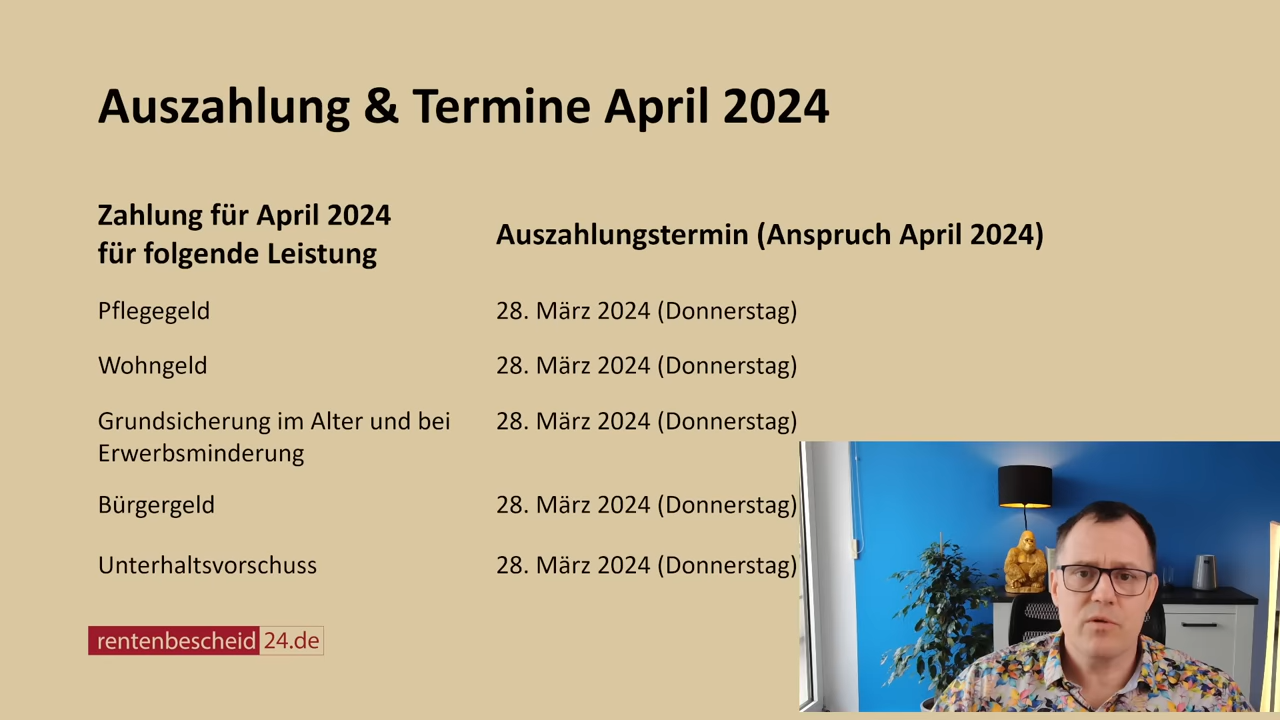 Auszahlung & Termine April 2024
Zahlung für April 2024
für folgende Leistung
Auszahlungstermin (Anspruch April 2024)
Pflegegeld
28. März 2024 (Donnerstag)
Wohngeld
28. März 2024 (Donnerstag)
Grundsicherung im Alter und bei
Erwerbsminderung
28. März 2024 (Donnerstag)
Bürgergeld
28. März 2024 (Donnerstag)
Unterhaltsvorschuss
28. März 2024 (Donnerstag)
rentenbescheid 24.de